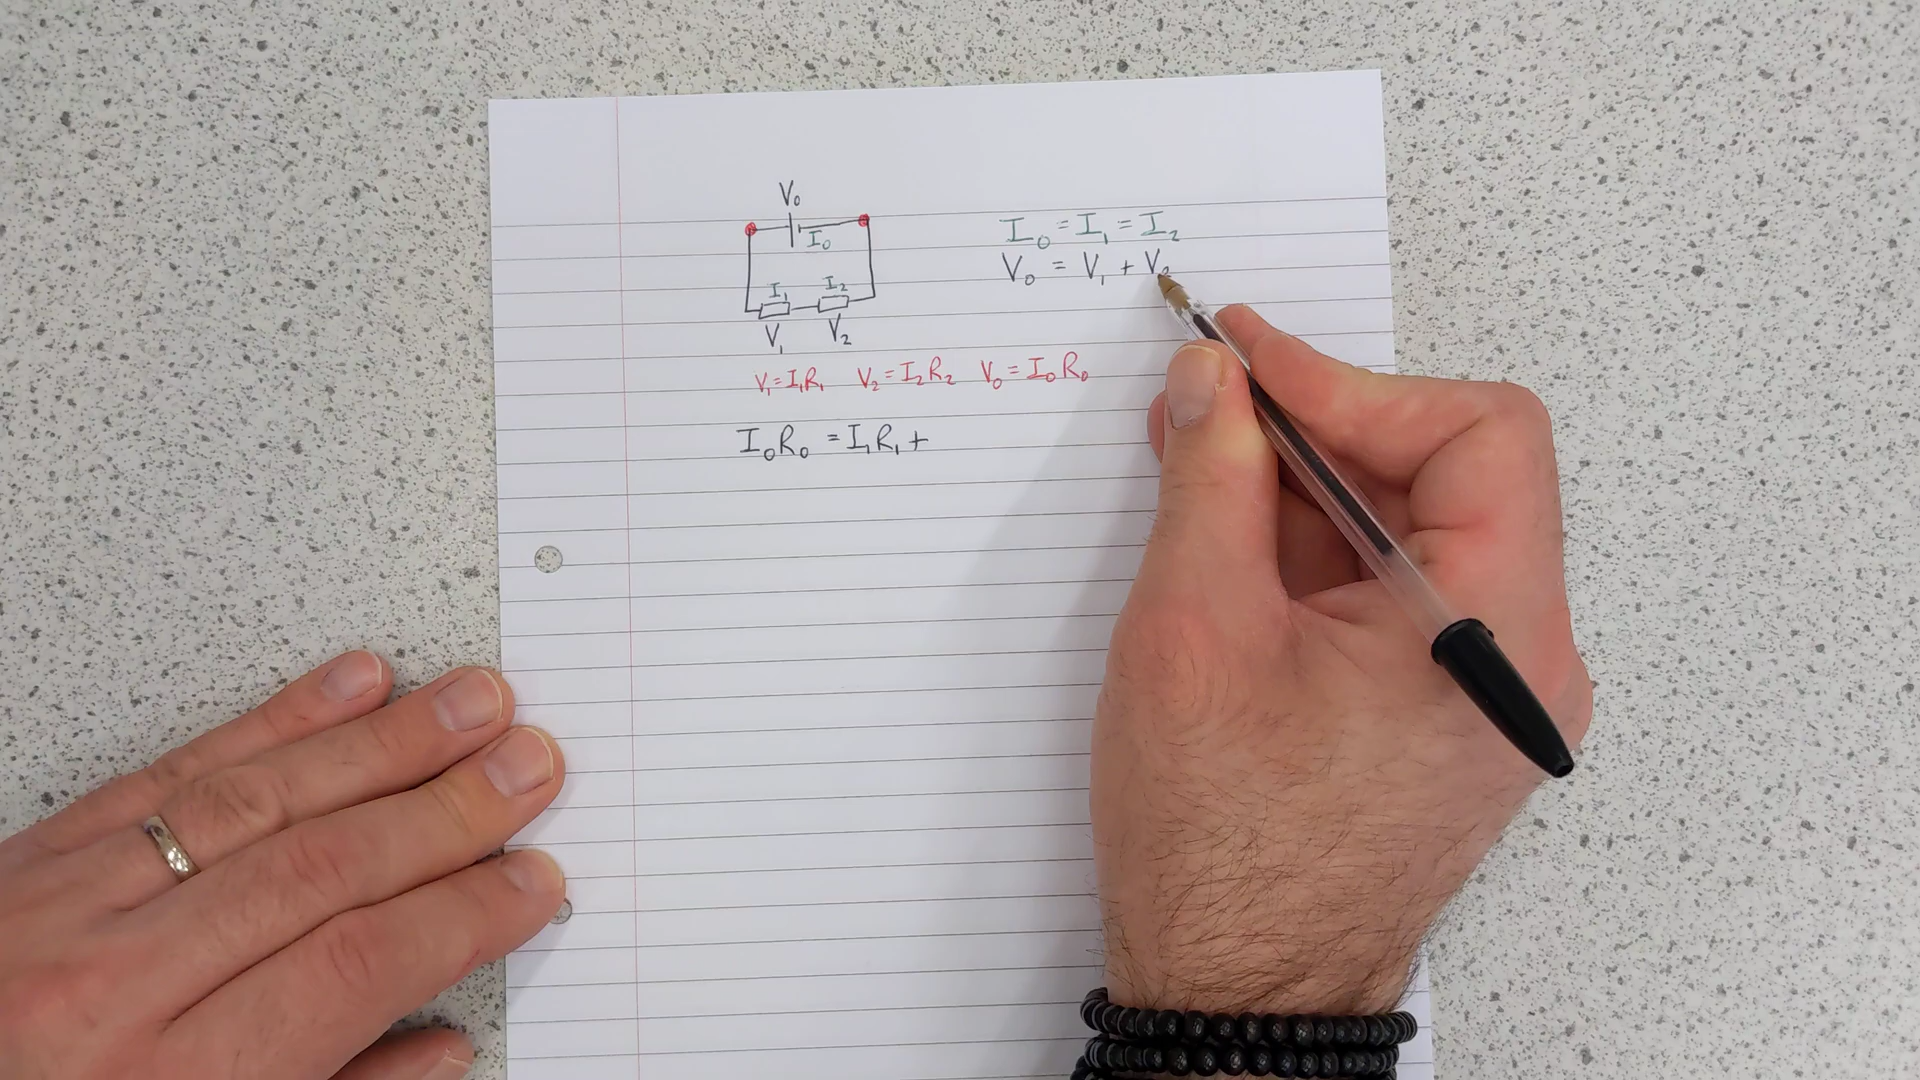 V₀
I₀
I₁ I₂
V₁ V₂
I₀ = I₁ = I₂
V₀ = V₁ + V₂
V₁ = I₁R₁ V₂ = I₂R₂ V₀ = I₀R₀
I₀R₀ = I₁R₁ +